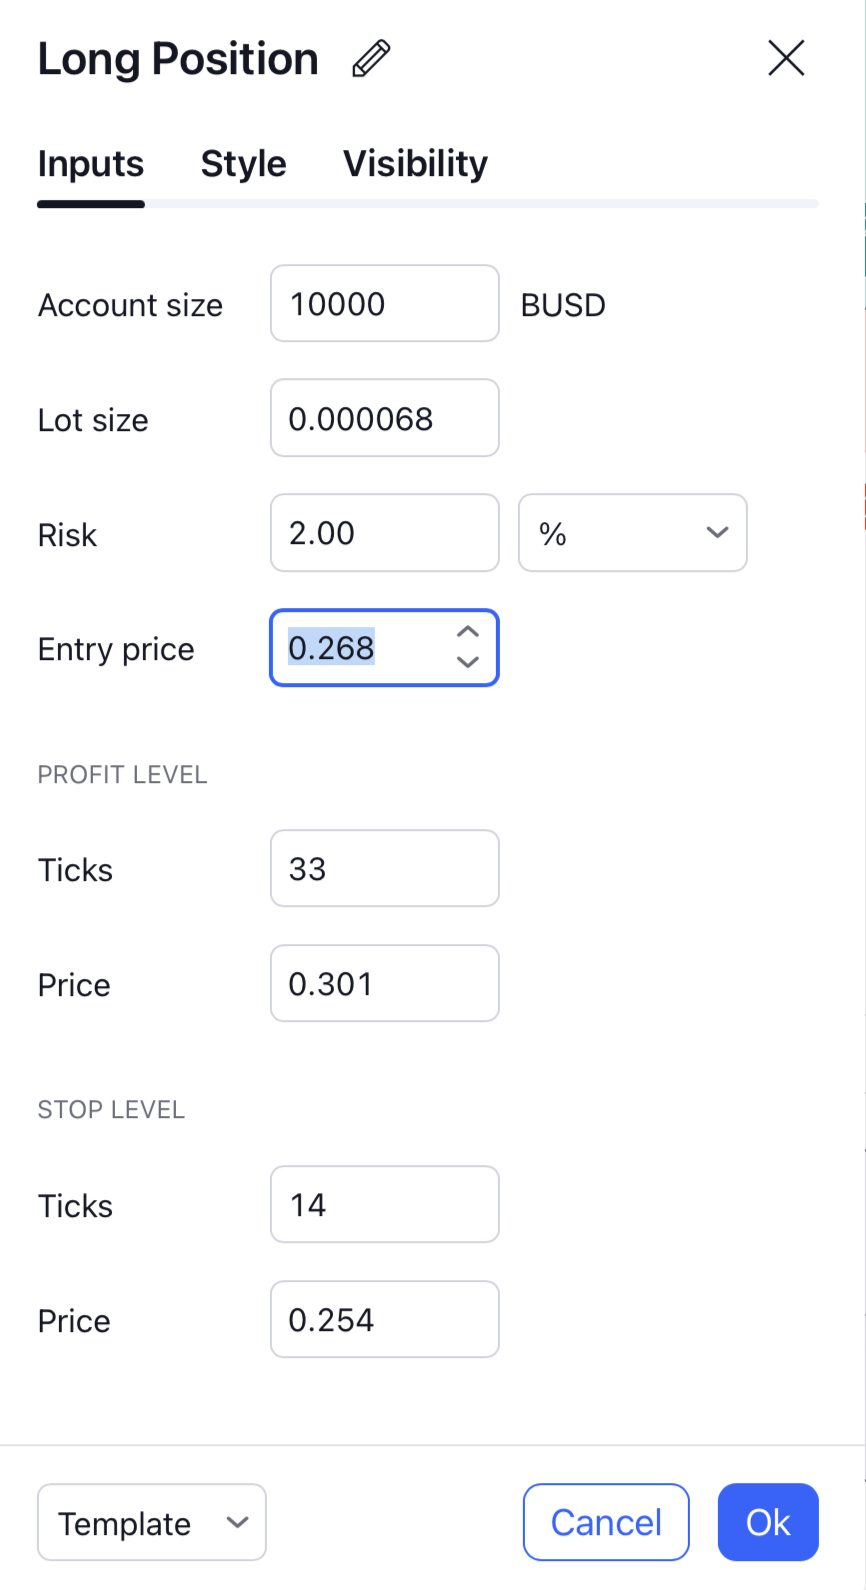 Long Position
Inputs Style Visibility
Account size 10000 BUSD
Lot size 0.000068
Risk 2.00 %
Entry price 0.268
PROFIT LEVEL
Ticks 33
Price 0.301
STOP LEVEL
Ticks 14
Price 0.254
Template Cancel Ok